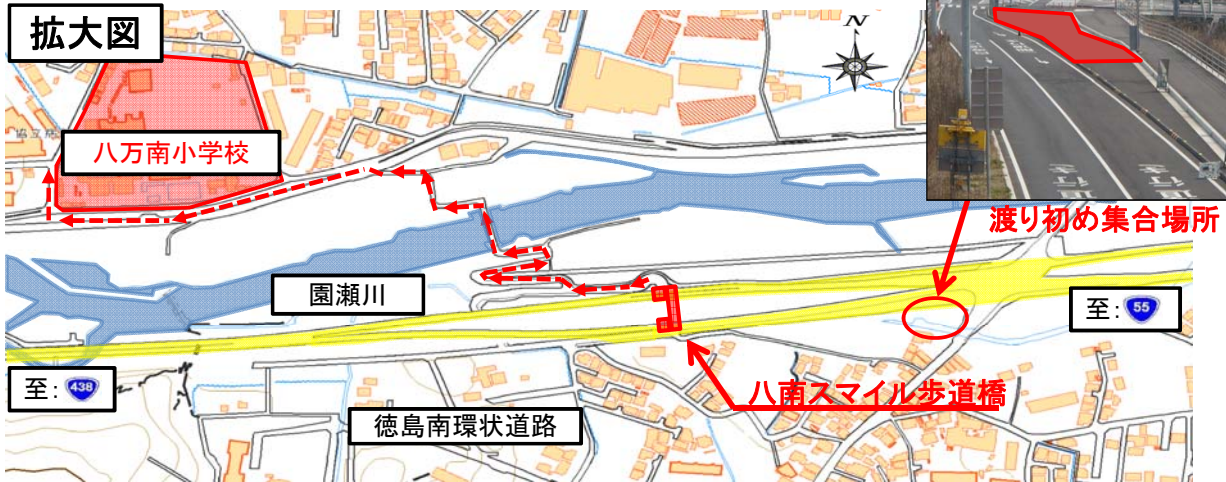 拡大図
N
八万南小学校
渡り初め集合場所
園瀬川
至：55
至：438
八南スマイル歩道橋
徳島南環状道路